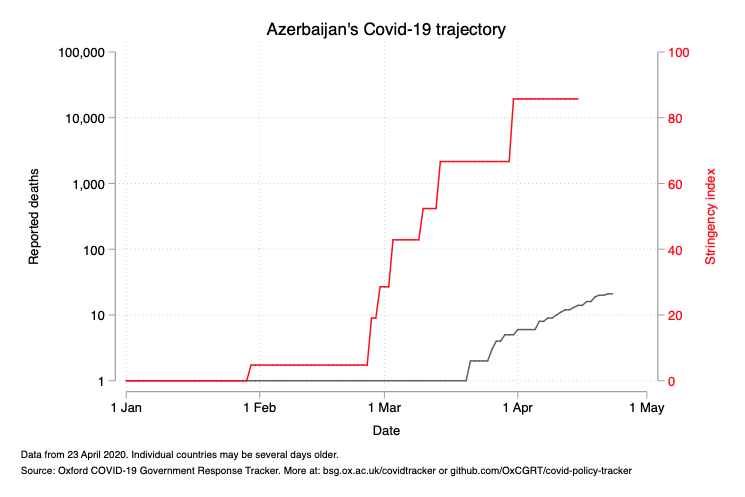 Azerbaijan's Covid-19 trajectory
100,000
10,000
1,000
100
10
1
Reported deaths
100
80
60
40
20
0
Stringency index
1 Jan
1 Feb
1 Mar
1 Apr
1 May
Date
Data from 23 April 2020. Individual countries may be several days older.
Source: Oxford COVID-19 Government Response Tracker. More at: bsg.ox.ac.uk/covidtracker or github.com/OxCGRT/covid-policy-tracker